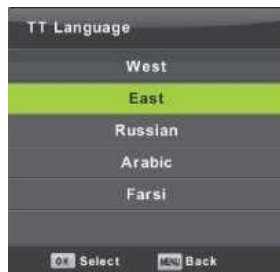 TT Language
West
East
Russian
Arabic
Farsi
OK Select MENU Back